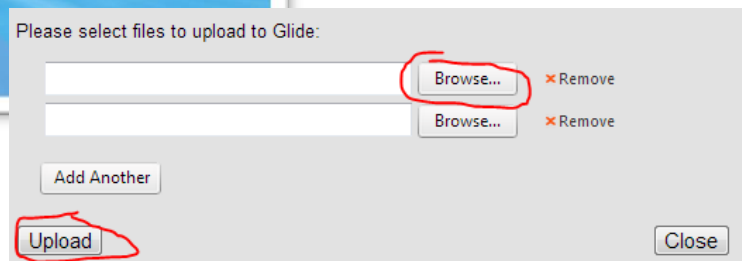 Please select files to upload to Glide:
Browse... × Remove
Browse... × Remove
Add Another
Upload Close